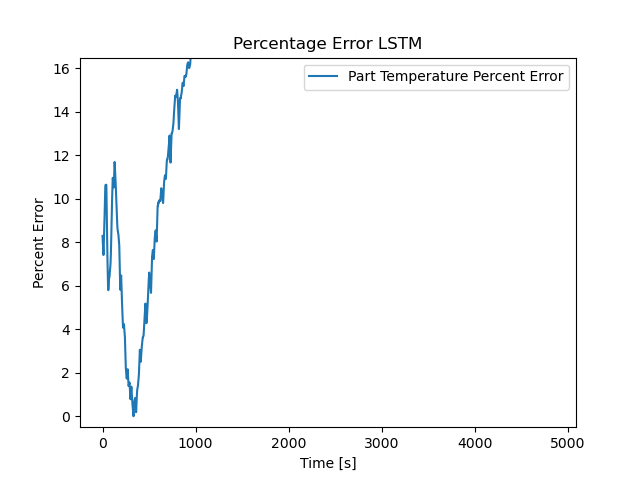 Percentage Error LSTM
Part Temperature Percent Error
16
14
12
10
8
6
4
2
0
Percent Error
0 1000 2000 3000 4000 5000
Time [s]